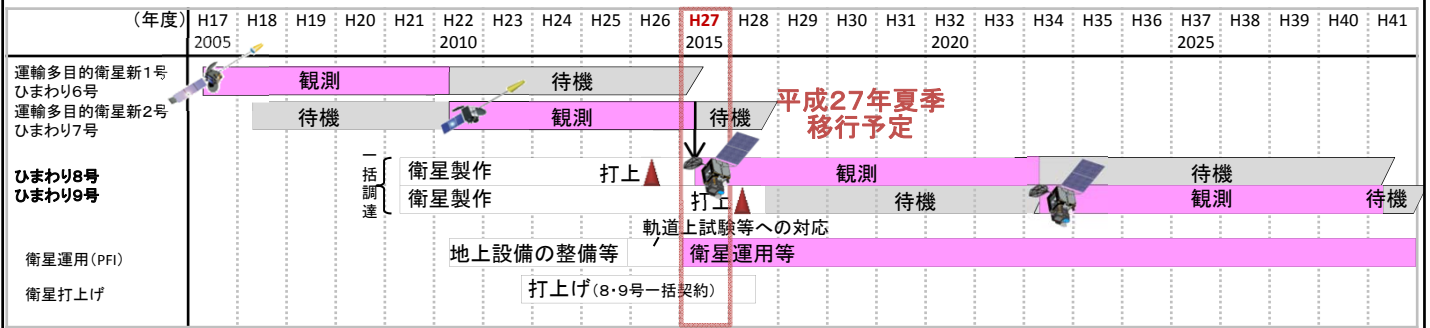 (年度) H17 H18 H19 H20 H21 H22 H23 H24 H25 H26 H27 H28 H29 H30 H31 H32 H33 H34 H35 H36 H37 H38 H39 H40 H41
2005 2010 2015 2020 2025
運輸多目的衛星新1号
ひまわり6号
観測 待機
運輸多目的衛星新2号
ひまわり7号
待機 観測 待機
平成27年夏季
移行予定
ひまわり8号
ひまわり9号
一括調達
衛星製作 打上 観測 待機
衛星製作 打上 待機 観測 待機
軌道上試験等への対応
衛星運用(PFI) 地上設備の整備等 衛星運用等
衛星打上げ 打上げ(8・9号一括契約)